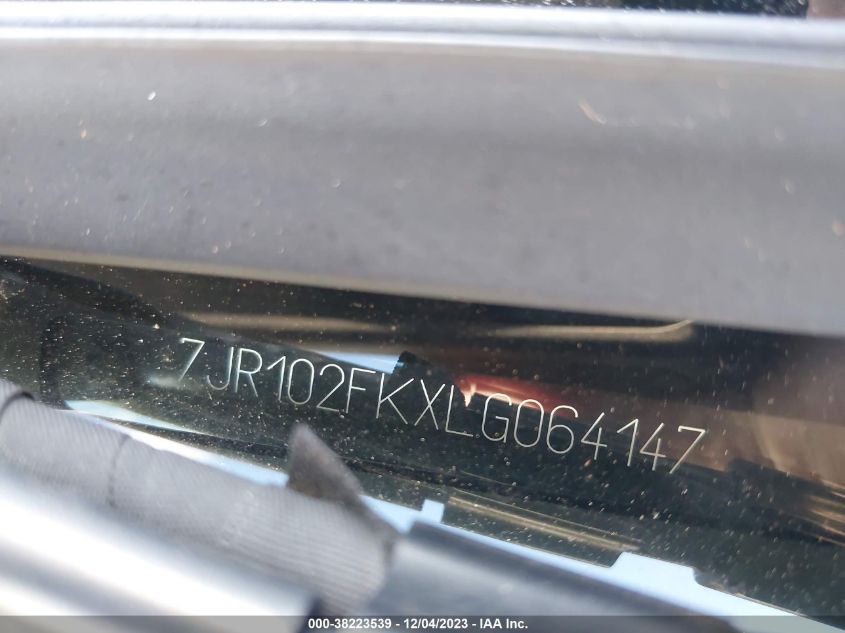 7JR102FKXLG064147
000-38223539 - 12/04/2023 - IAA Inc.